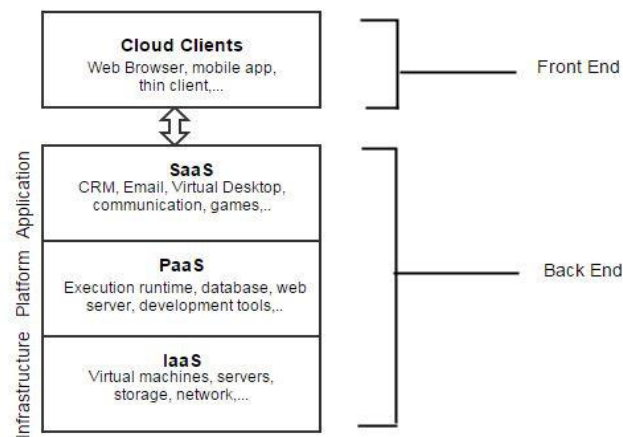 Cloud Clients
Web Browser, mobile app,
thin client,...
Front End
Application
SaaS
CRM, Email, Virtual Desktop,
communication, games,..
Platform
PaaS
Execution runtime, database, web
server, development tools,..
Back End
Infrastructure
IaaS
Virtual machines, servers,
storage, network,...